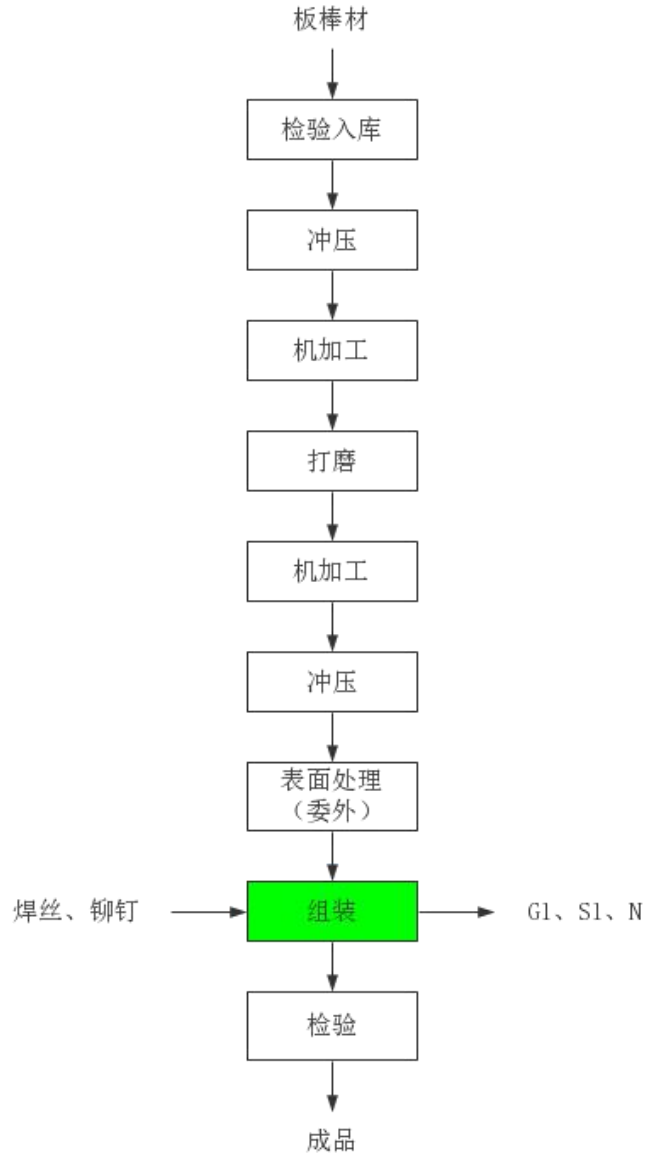 板棒材
检验入库
冲压
机加工
打磨
机加工
冲压
表面处理
（委外）
焊丝、铆钉
组装
G1、S1、N
检验
成品